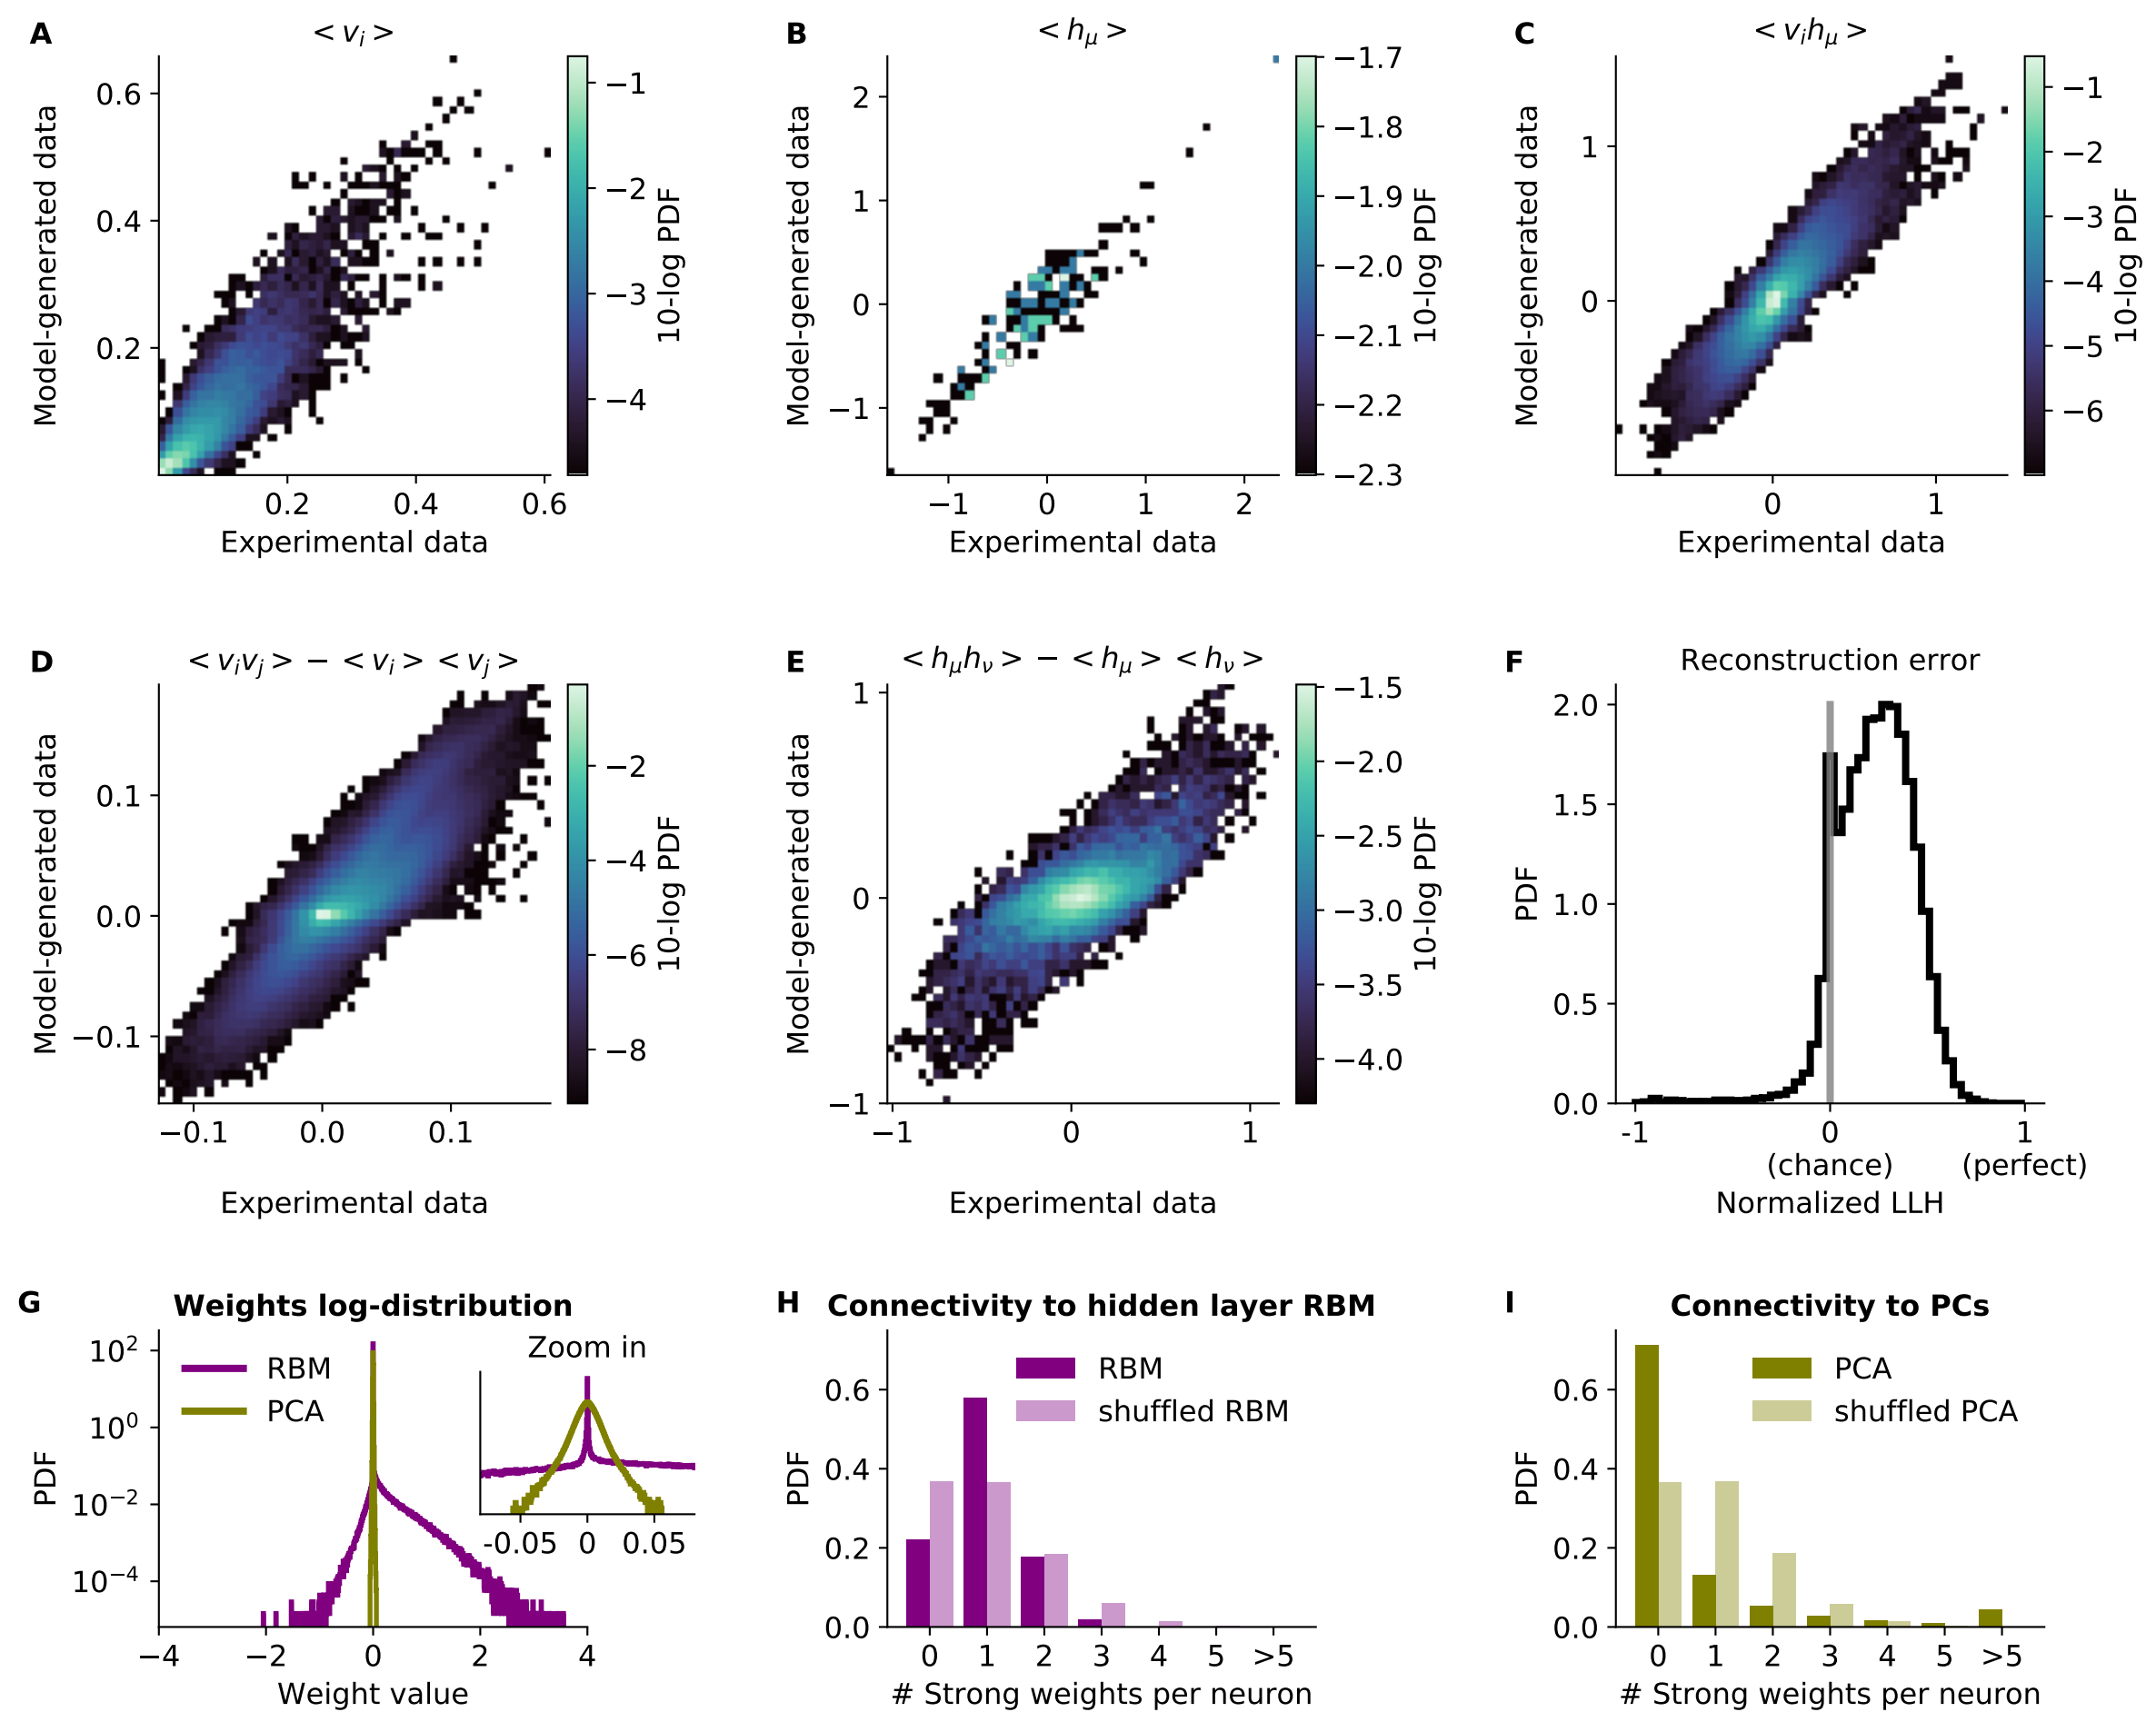 A
< v_i >
Model-generated data
0.6
0.4
0.2
0.2 0.4 0.6
Experimental data
−1
−2
−3
−4
10-log PDF
B
< h_μ >
Model-generated data
2
1
0
−1
−1 0 1 2
Experimental data
−1.7
−1.8
−1.9
−2.0
−2.1
−2.2
−2.3
10-log PDF
C
< v_i h_μ >
Model-generated data
1
0
0 1
Experimental data
−1
−2
−3
−4
−5
−6
10-log PDF
D
< v_i v_j > − < v_i > < v_j >
Model-generated data
0.1
0.0
−0.1
−0.1 0.0 0.1
Experimental data
−2
−4
−6
−8
10-log PDF
E
< h_μ h_ν > − < h_μ > < h_ν >
Model-generated data
1
0
−1
−1 0 1
Experimental data
−1.5
−2.0
−2.5
−3.0
−3.5
−4.0
10-log PDF
F
Reconstruction error
PDF
2.0
1.5
1.0
0.5
0.0
-1 0 1
(chance) (perfect)
Normalized LLH
G
Weights log-distribution
PDF
10^2
10^0
10^−2
10^−4
RBM
PCA
Zoom in
-0.05 0 0.05
−4 −2 0 2 4
Weight value
H
Connectivity to hidden layer RBM
PDF
0.6
0.4
0.2
0.0
RBM
shuffled RBM
0 1 2 3 4 5 >5
# Strong weights per neuron
I
Connectivity to PCs
PDF
0.6
0.4
0.2
0.0
PCA
shuffled PCA
0 1 2 3 4 5 >5
# Strong weights per neuron